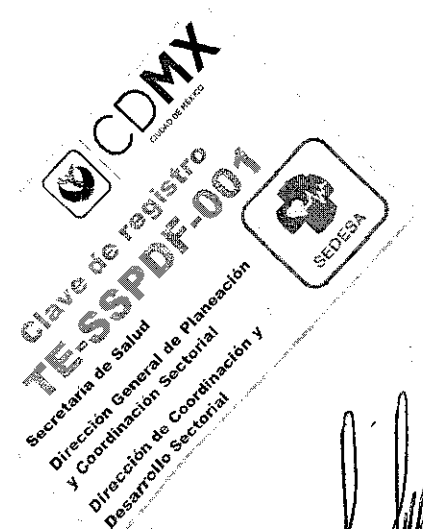 CDMX
CIUDAD DE MÉXICO
SEDESA
Clave de registro
TE-SSPDF-001
Secretaría de Salud
Dirección General de Planeación
y Coordinación Sectorial
Dirección de Coordinación y
Desarrollo Sectorial